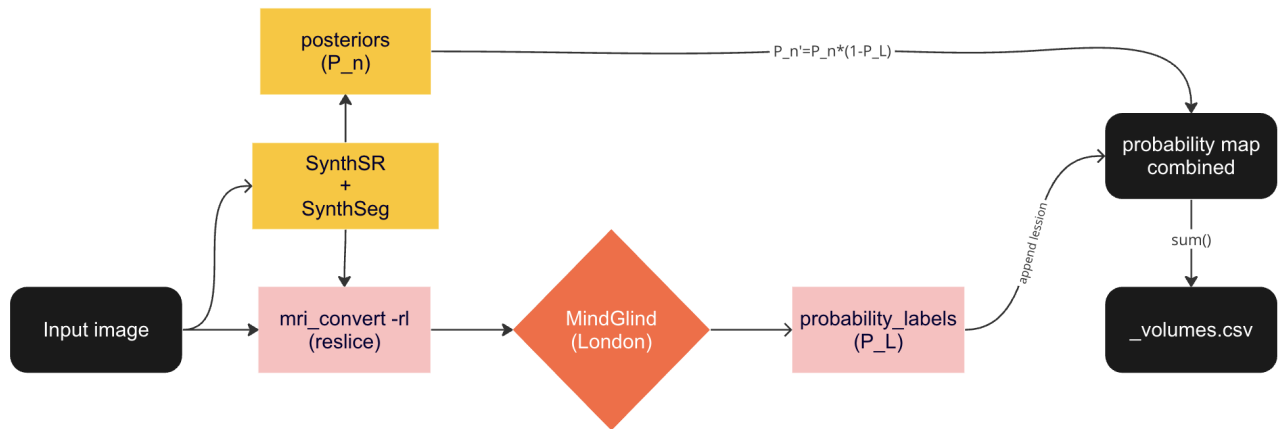 posteriors
(P_n)
P_n'=P_n*(1-P_L)
SynthSR
+
SynthSeg
probability map
combined
append lession
sum()
Input image
mri_convert -rl
(reslice)
MindGlind
(London)
probability_labels
(P_L)
_volumes.csv